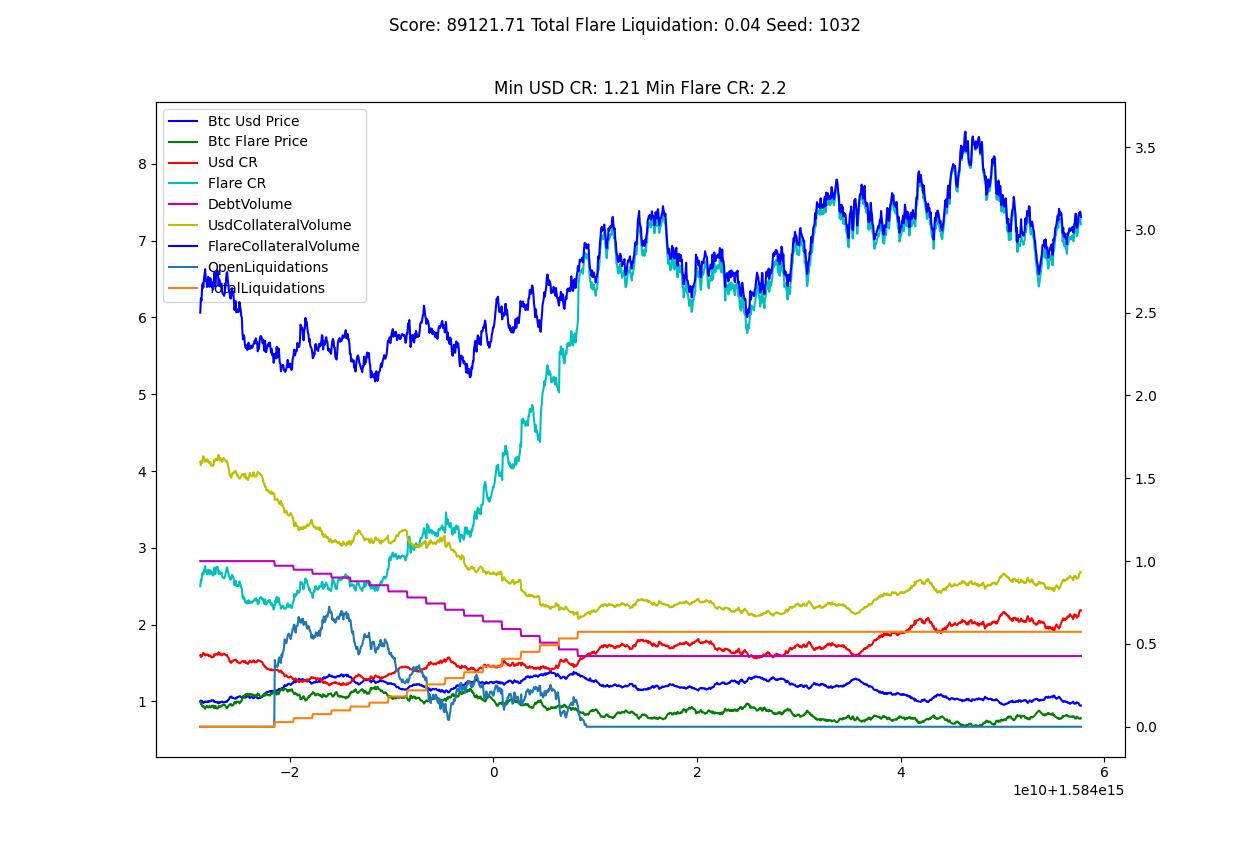 Score: 89121.71 Total Flare Liquidation: 0.04 Seed: 1032
Min USD CR: 1.21 Min Flare CR: 2.2
Btc Usd Price
Btc Flare Price
Usd CR
Flare CR
DebtVolume
UsdCollateralVolume
FlareCollateralVolume
OpenLiquidations
TotalLiquidations
8
7
6
5
4
3
2
1
3.5
3.0
2.5
2.0
1.5
1.0
0.5
0.0
−2
0
2
4
6
1e10+1.584e15